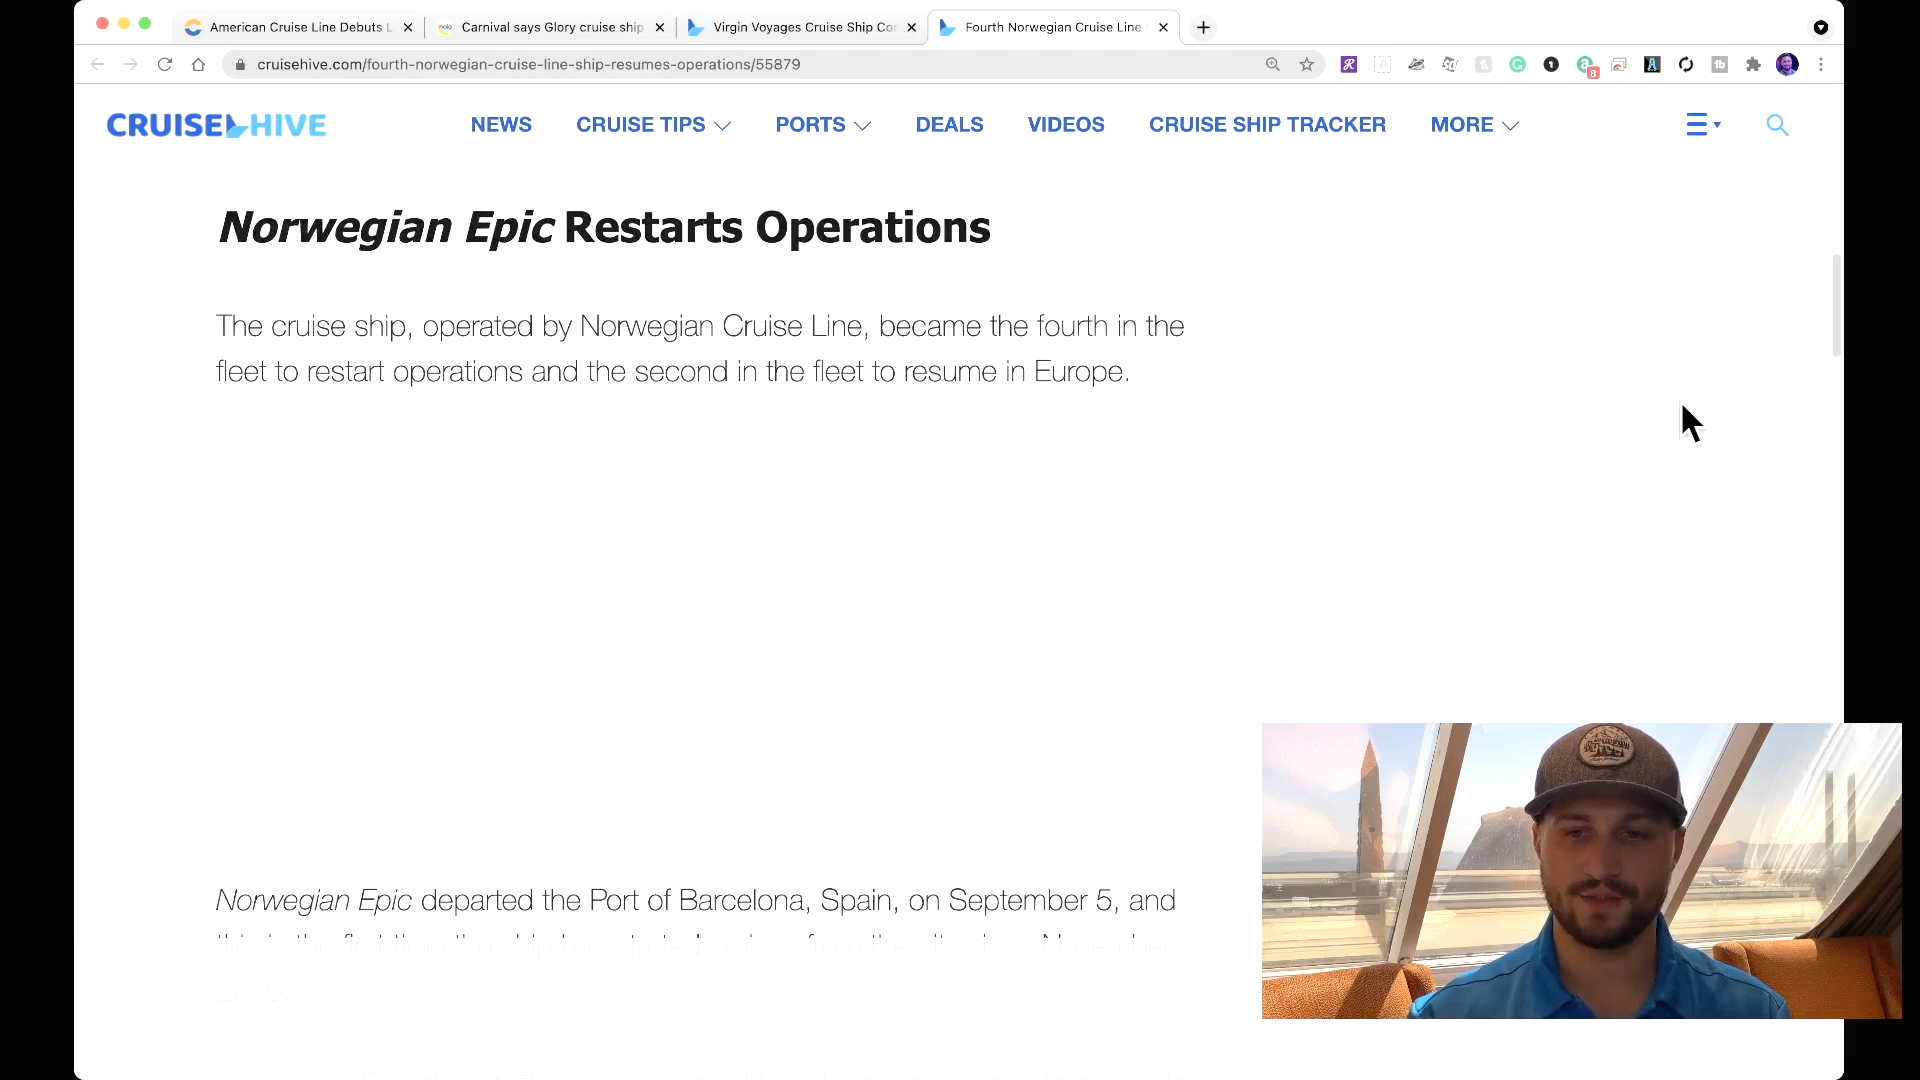 American Cruise Line Debuts L
Carnival says Glory cruise ship
Virgin Voyages Cruise Ship Co
Fourth Norwegian Cruise Line
cruisehive.com/fourth-norwegian-cruise-line-ship-resumes-operations/55879
CRUISE HIVE
NEWS
CRUISE TIPS
PORTS
DEALS
VIDEOS
CRUISE SHIP TRACKER
MORE
Norwegian Epic Restarts Operations
The cruise ship, operated by Norwegian Cruise Line, became the fourth in the
fleet to restart operations and the second in the fleet to resume in Europe.
Norwegian Epic departed the Port of Barcelona, Spain, on September 5, and